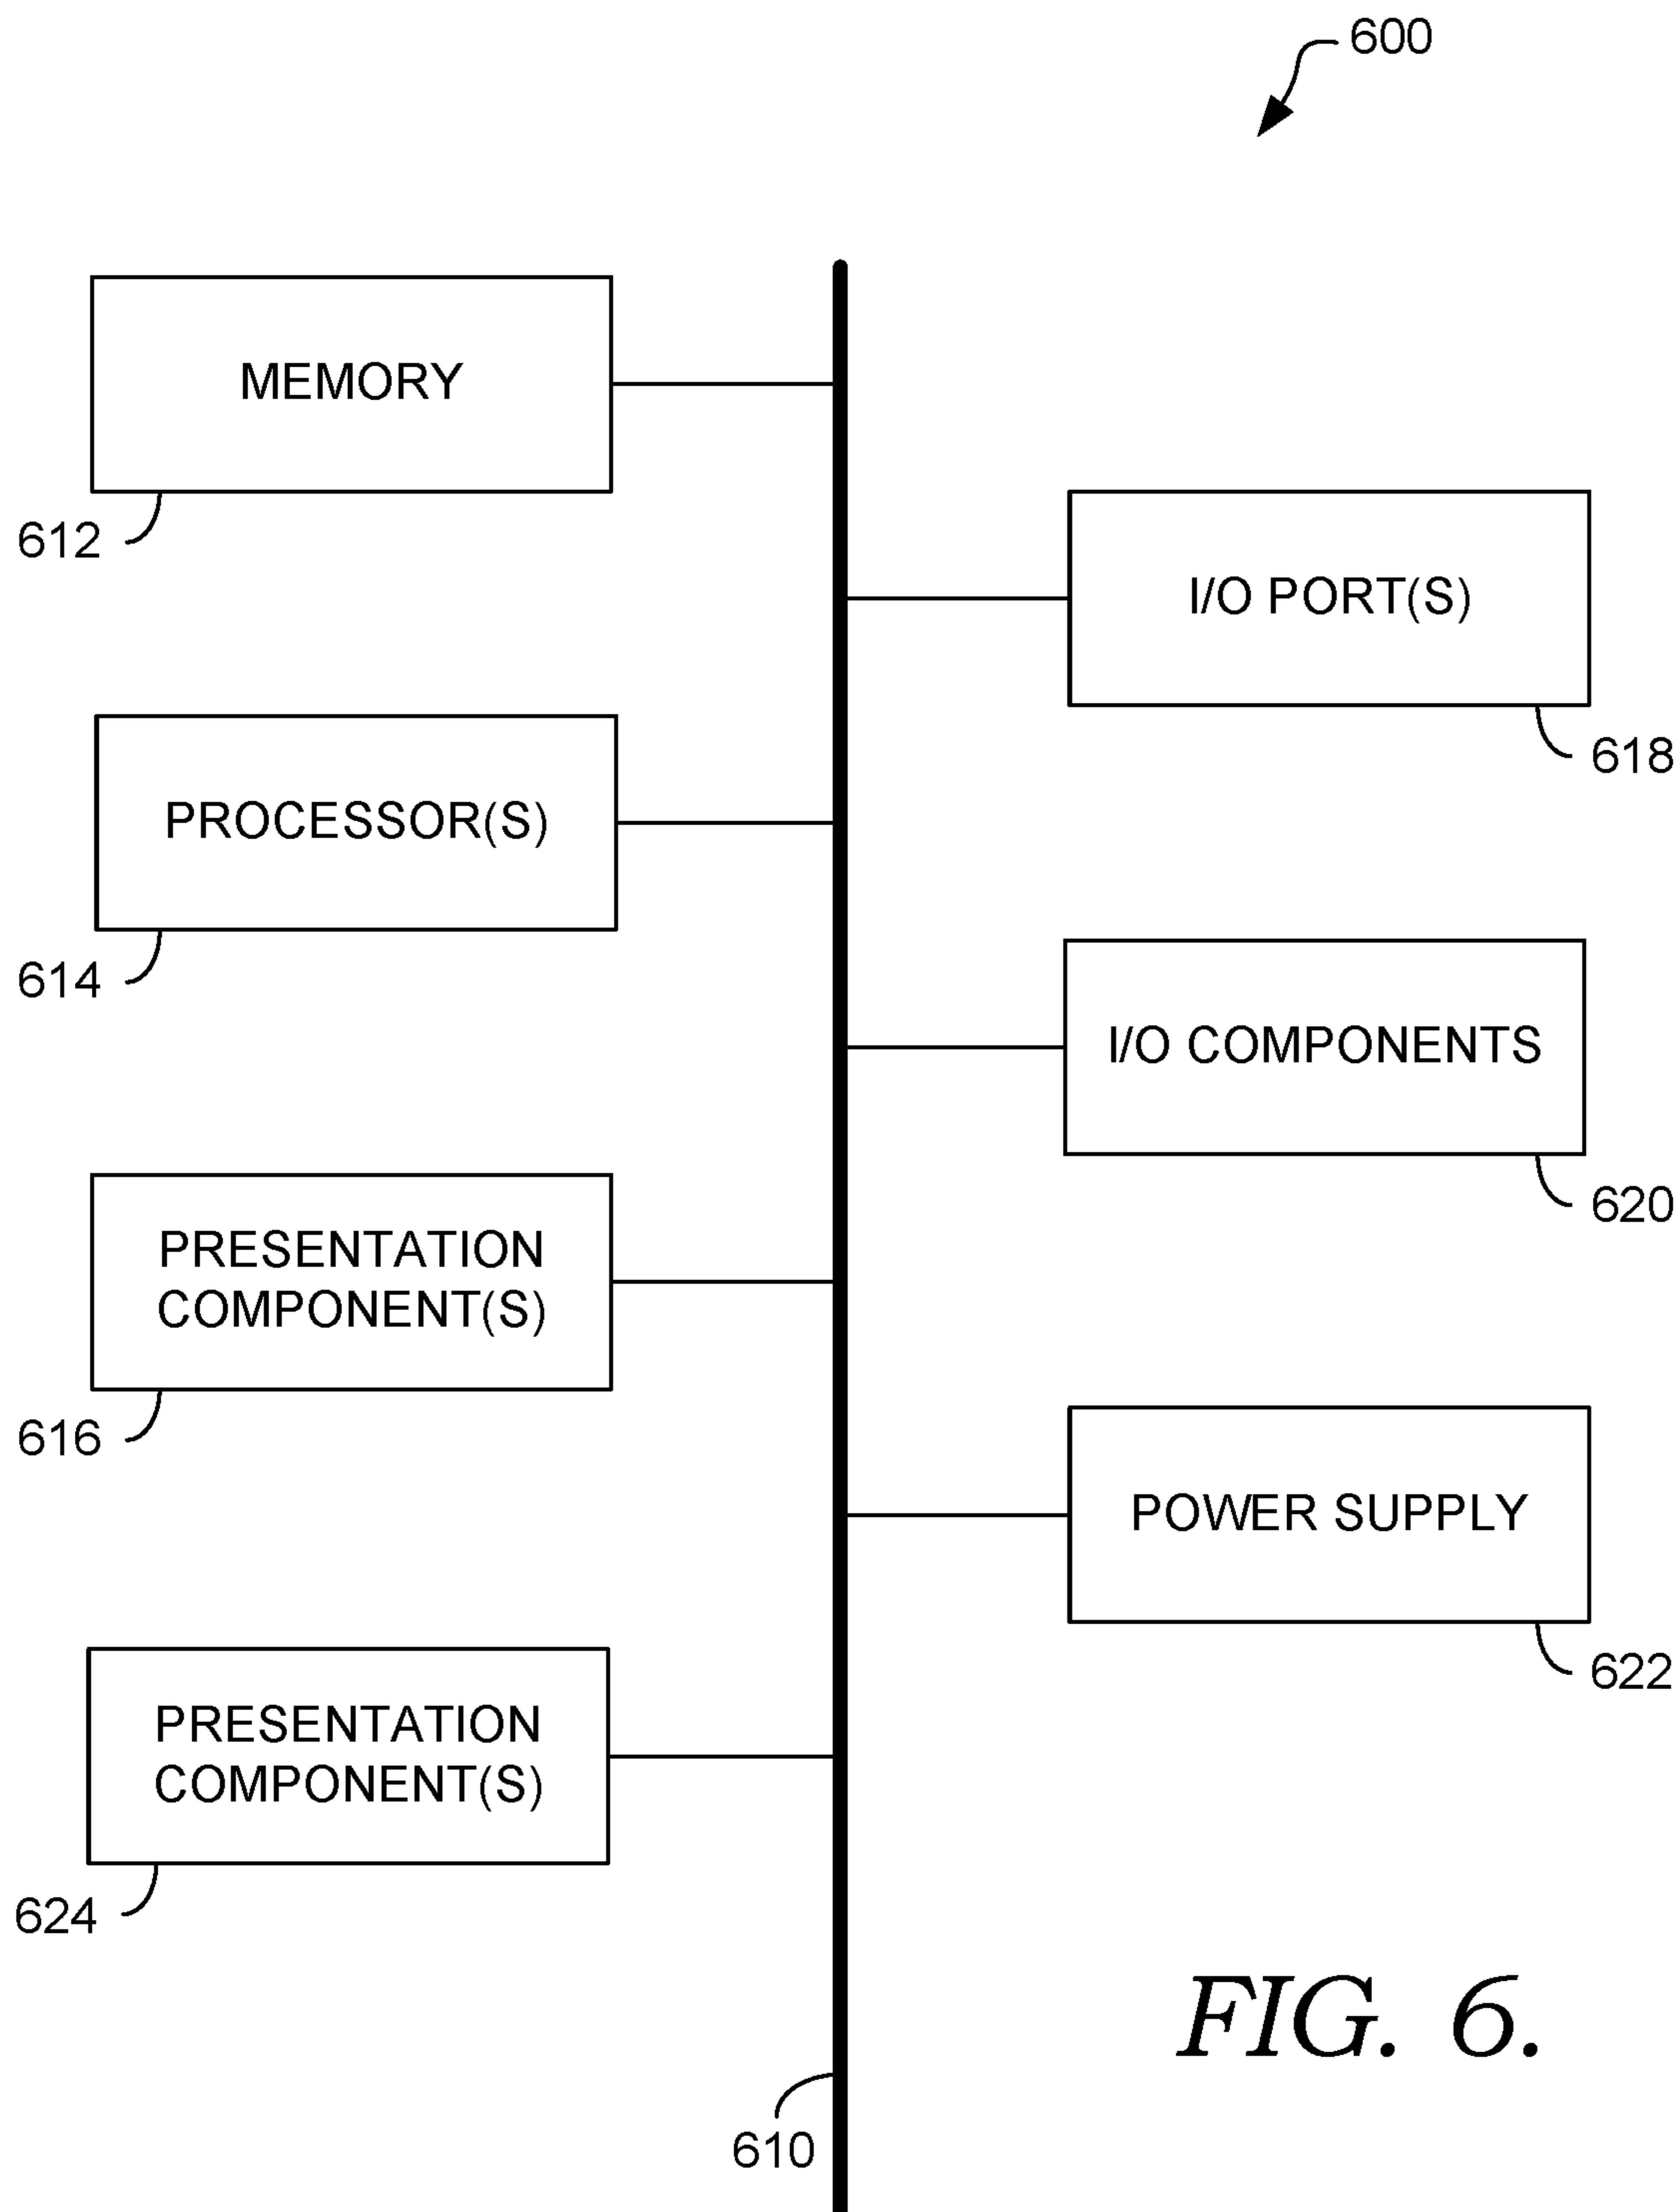 600
MEMORY
612
I/O PORT(S)
618
PROCESSOR(S)
614
I/O COMPONENTS
620
PRESENTATION
COMPONENT(S)
616
POWER SUPPLY
622
PRESENTATION
COMPONENT(S)
624
FIG. 6.
610